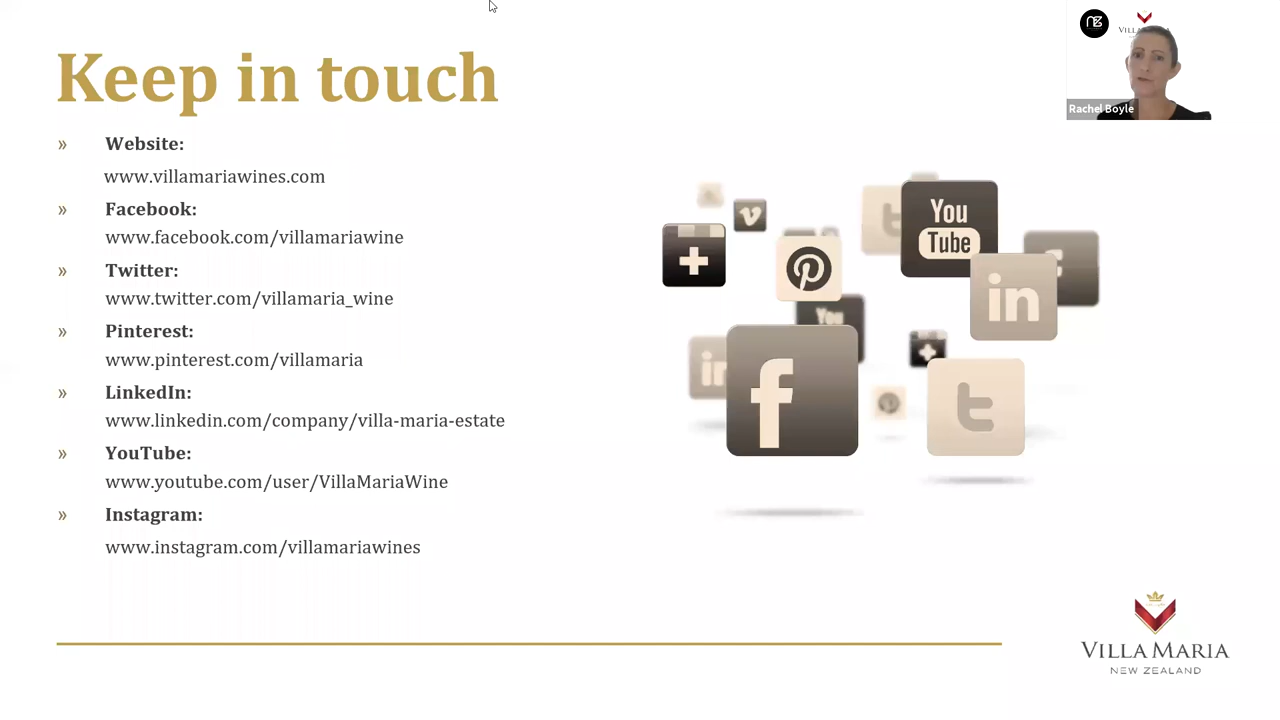 Keep in touch
» Website:
www.villamariawines.com
» Facebook:
www.facebook.com/villamariawine
» Twitter:
www.twitter.com/villamaria_wine
» Pinterest:
www.pinterest.com/villamaria
» LinkedIn:
www.linkedin.com/company/villa-maria-estate
» YouTube:
www.youtube.com/user/VillaMariaWine
» Instagram:
www.instagram.com/villamariawines
You
Tube
in
You
in
f
t
t
VILLA MARIA
NEW ZEALAND
Rachel Boyle